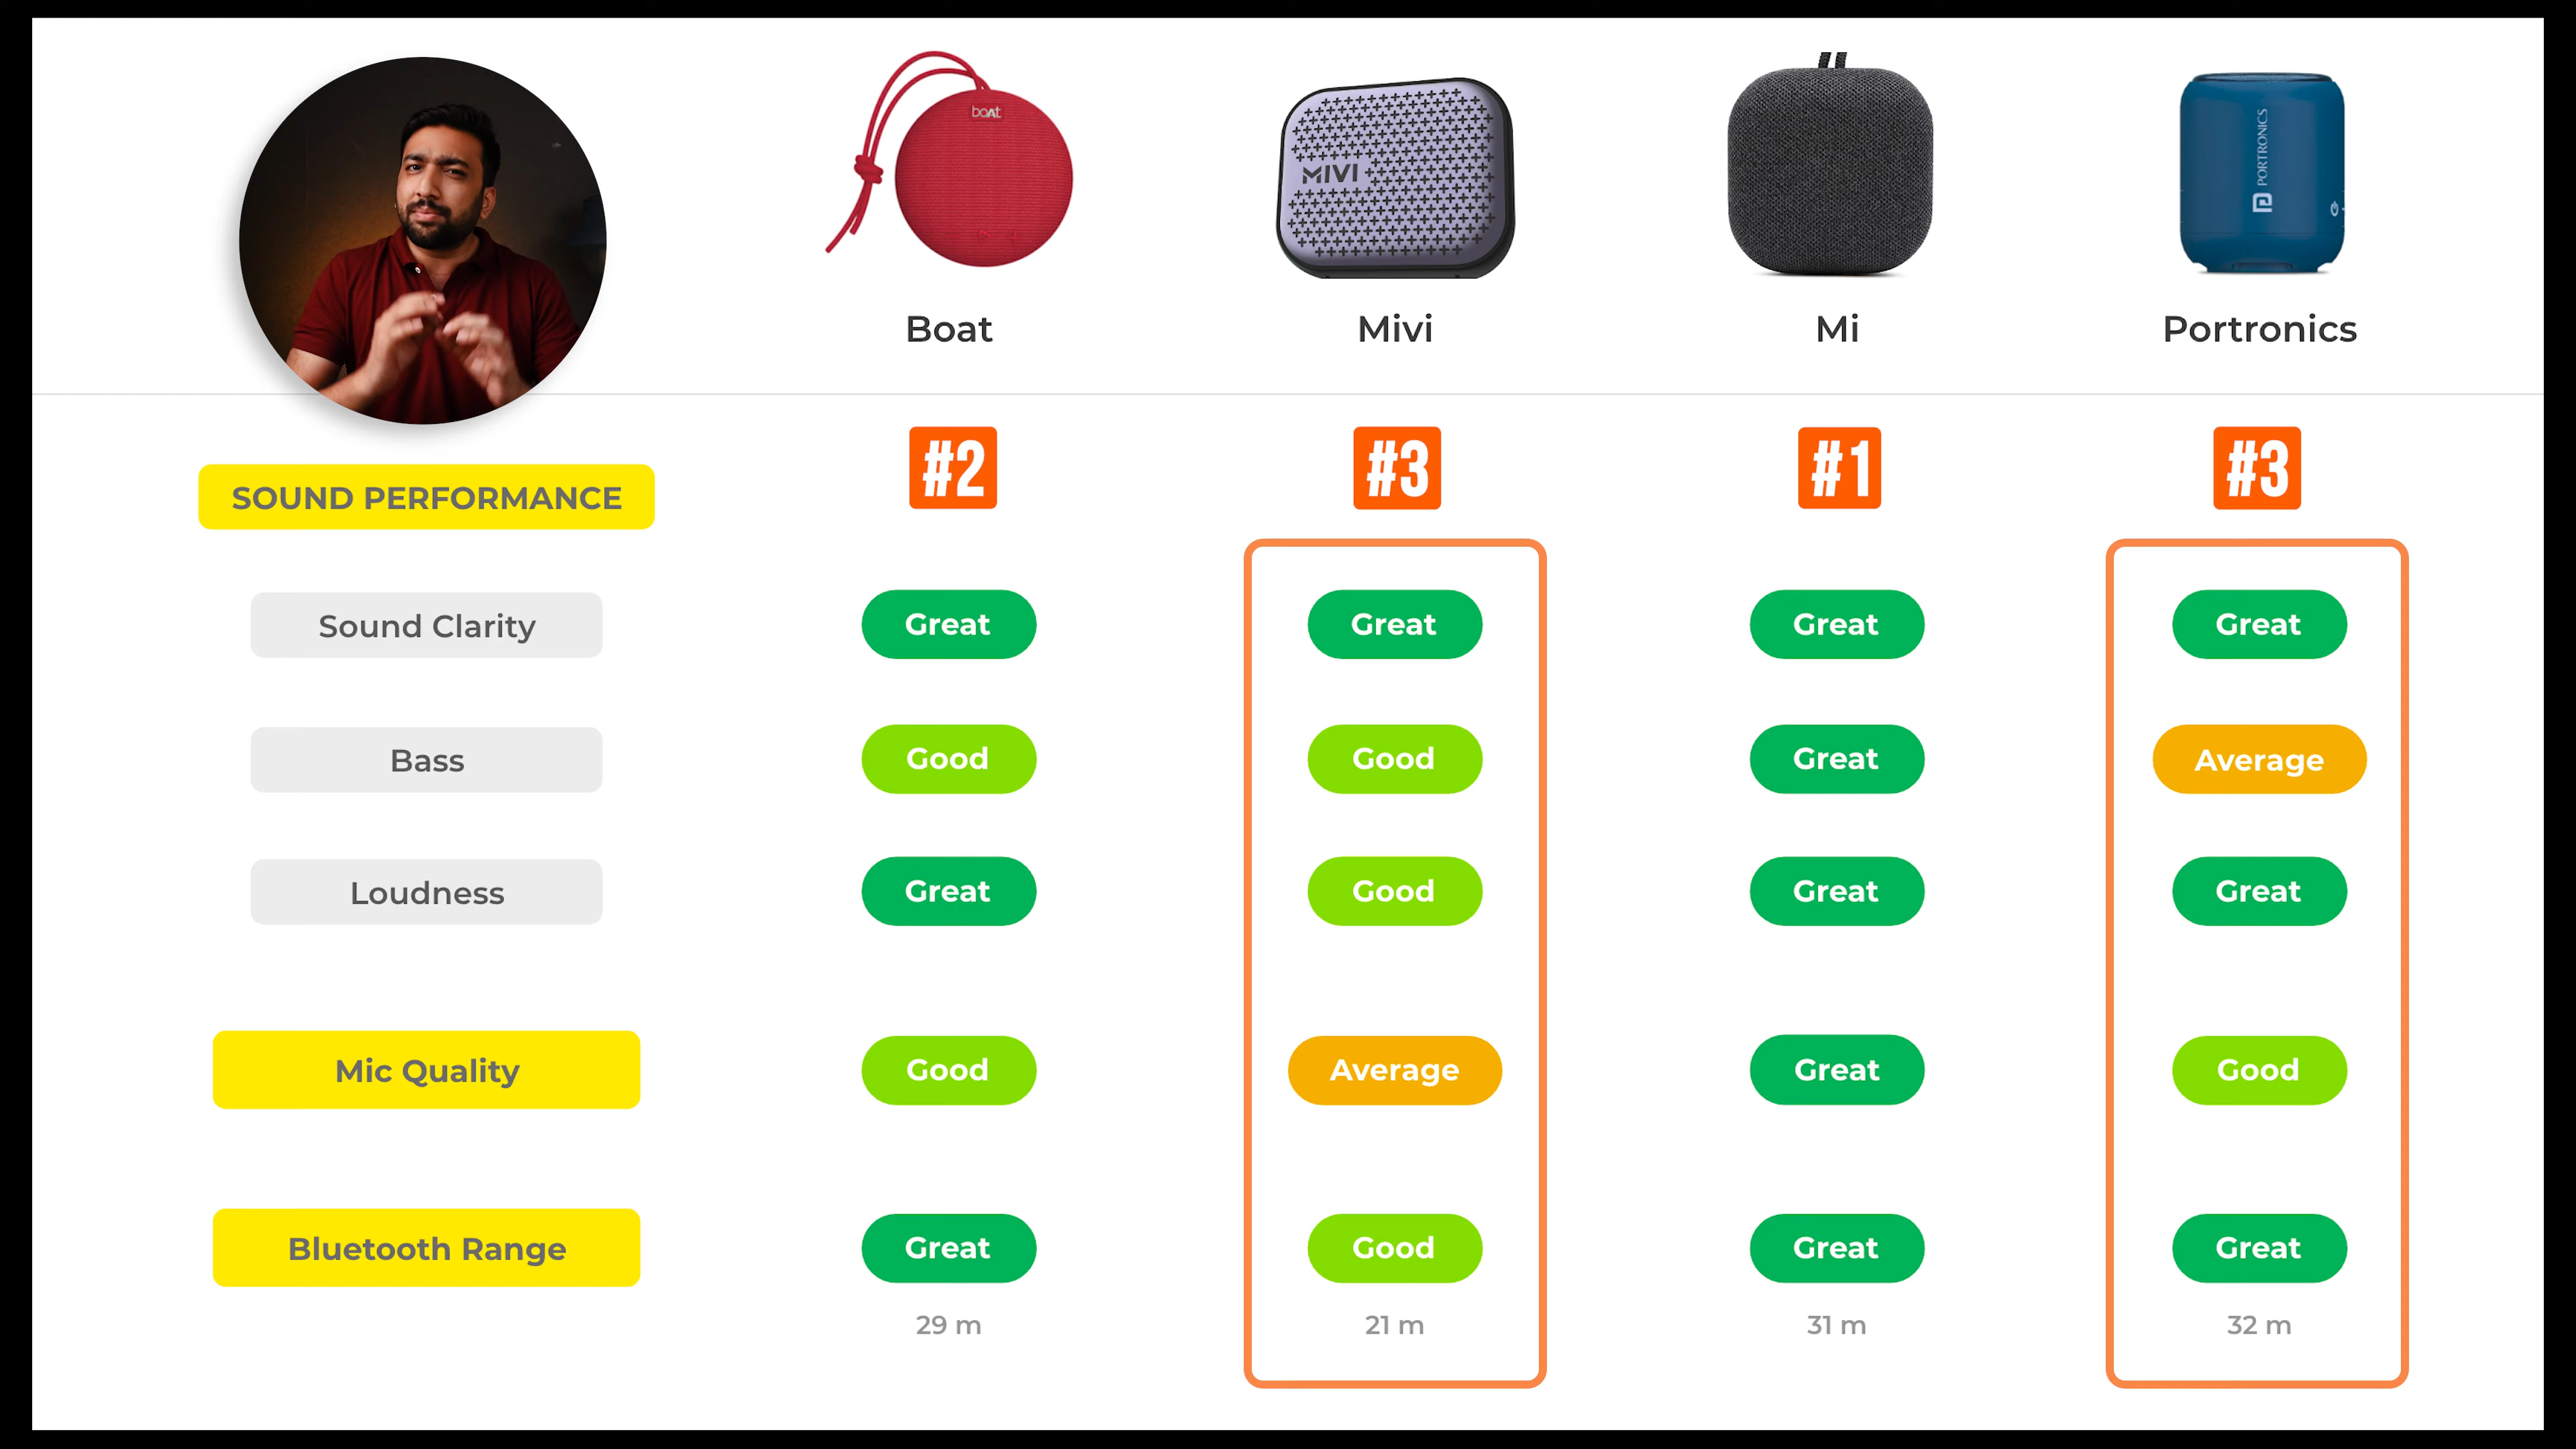 boAt
MIVI
PORTRONICS
Boat
Mivi
Mi
Portronics
#2
#3
#1
#3
SOUND PERFORMANCE
Sound Clarity
Great
Great
Great
Great
Bass
Good
Good
Great
Average
Loudness
Great
Good
Great
Great
Mic Quality
Good
Average
Great
Good
Bluetooth Range
Great
Good
Great
Great
29 m
21 m
31 m
32 m